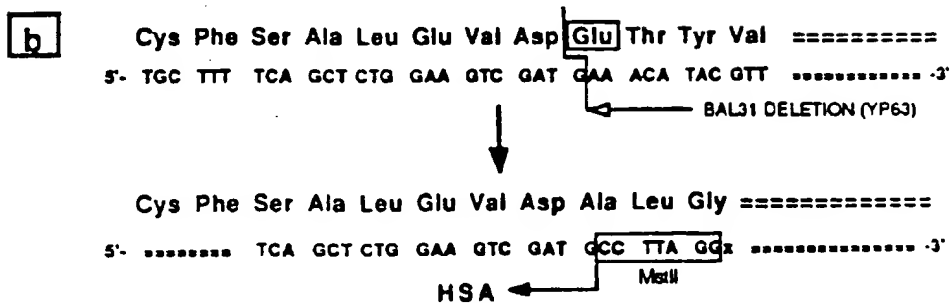 b
Cys Phe Ser Ala Leu Glu Val Asp Glu Thr Tyr Val ==========
5'- TGC TTT TCA GCT CTG GAA GTC GAT GAA ACA TAC GTT ------------ -3'
BAL31 DELETION (YP63)
Cys Phe Ser Ala Leu Glu Val Asp Ala Leu Gly =============
5'- -------- TCA GCT CTG GAA GTC GAT GCC TTA GGx ---------------- -3'
MstII
HSA